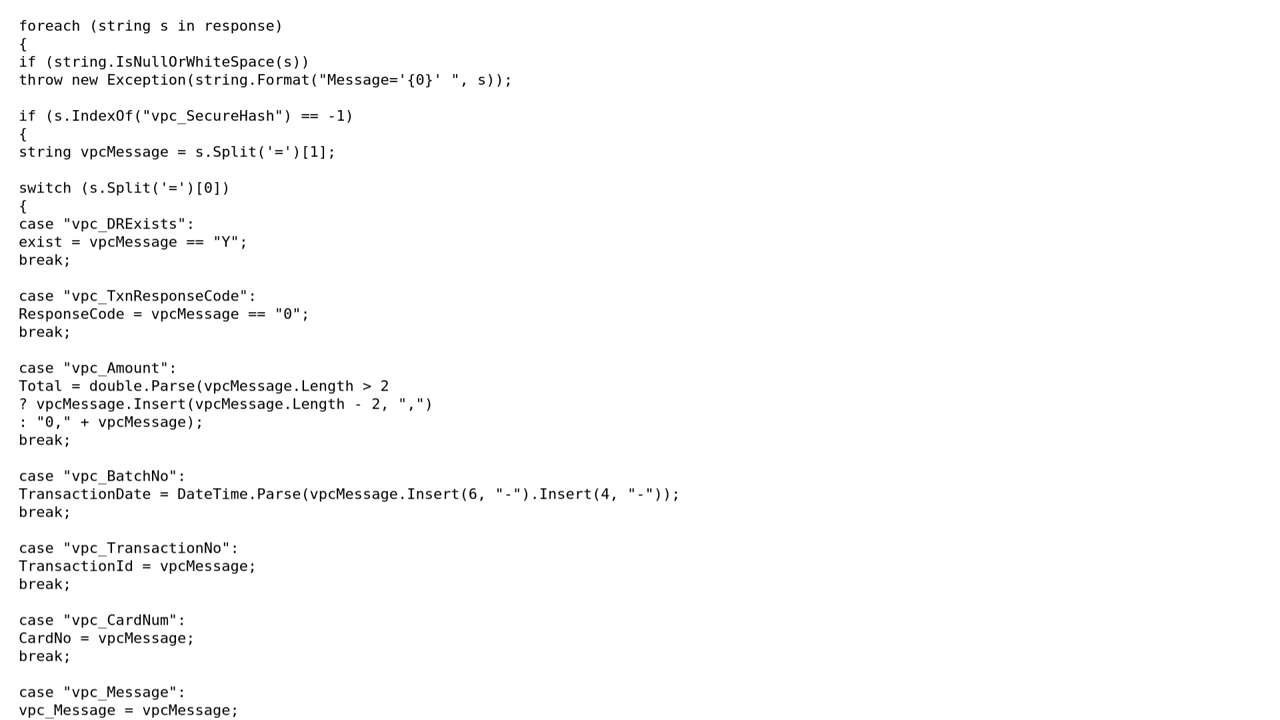 foreach (string s in response)
{
if (string.IsNullOrWhiteSpace(s))
throw new Exception(string.Format("Message='{0}' ", s));
if (s.IndexOf("vpc_SecureHash") == -1)
{
string vpcMessage = s.Split('=')[1];
switch (s.Split('=')[0])
{
case "vpc_DRExists":
exist = vpcMessage == "Y";
break;
case "vpc_TxnResponseCode":
ResponseCode = vpcMessage == "0";
break;
case "vpc_Amount":
Total = double.Parse(vpcMessage.Length > 2
? vpcMessage.Insert(vpcMessage.Length - 2, ",")
: "0," + vpcMessage);
break;
case "vpc_BatchNo":
TransactionDate = DateTime.Parse(vpcMessage.Insert(6, "-").Insert(4, "-"));
break;
case "vpc_TransactionNo":
TransactionId = vpcMessage;
break;
case "vpc_CardNum":
CardNo = vpcMessage;
break;
case "vpc_Message":
vpc_Message = vpcMessage;